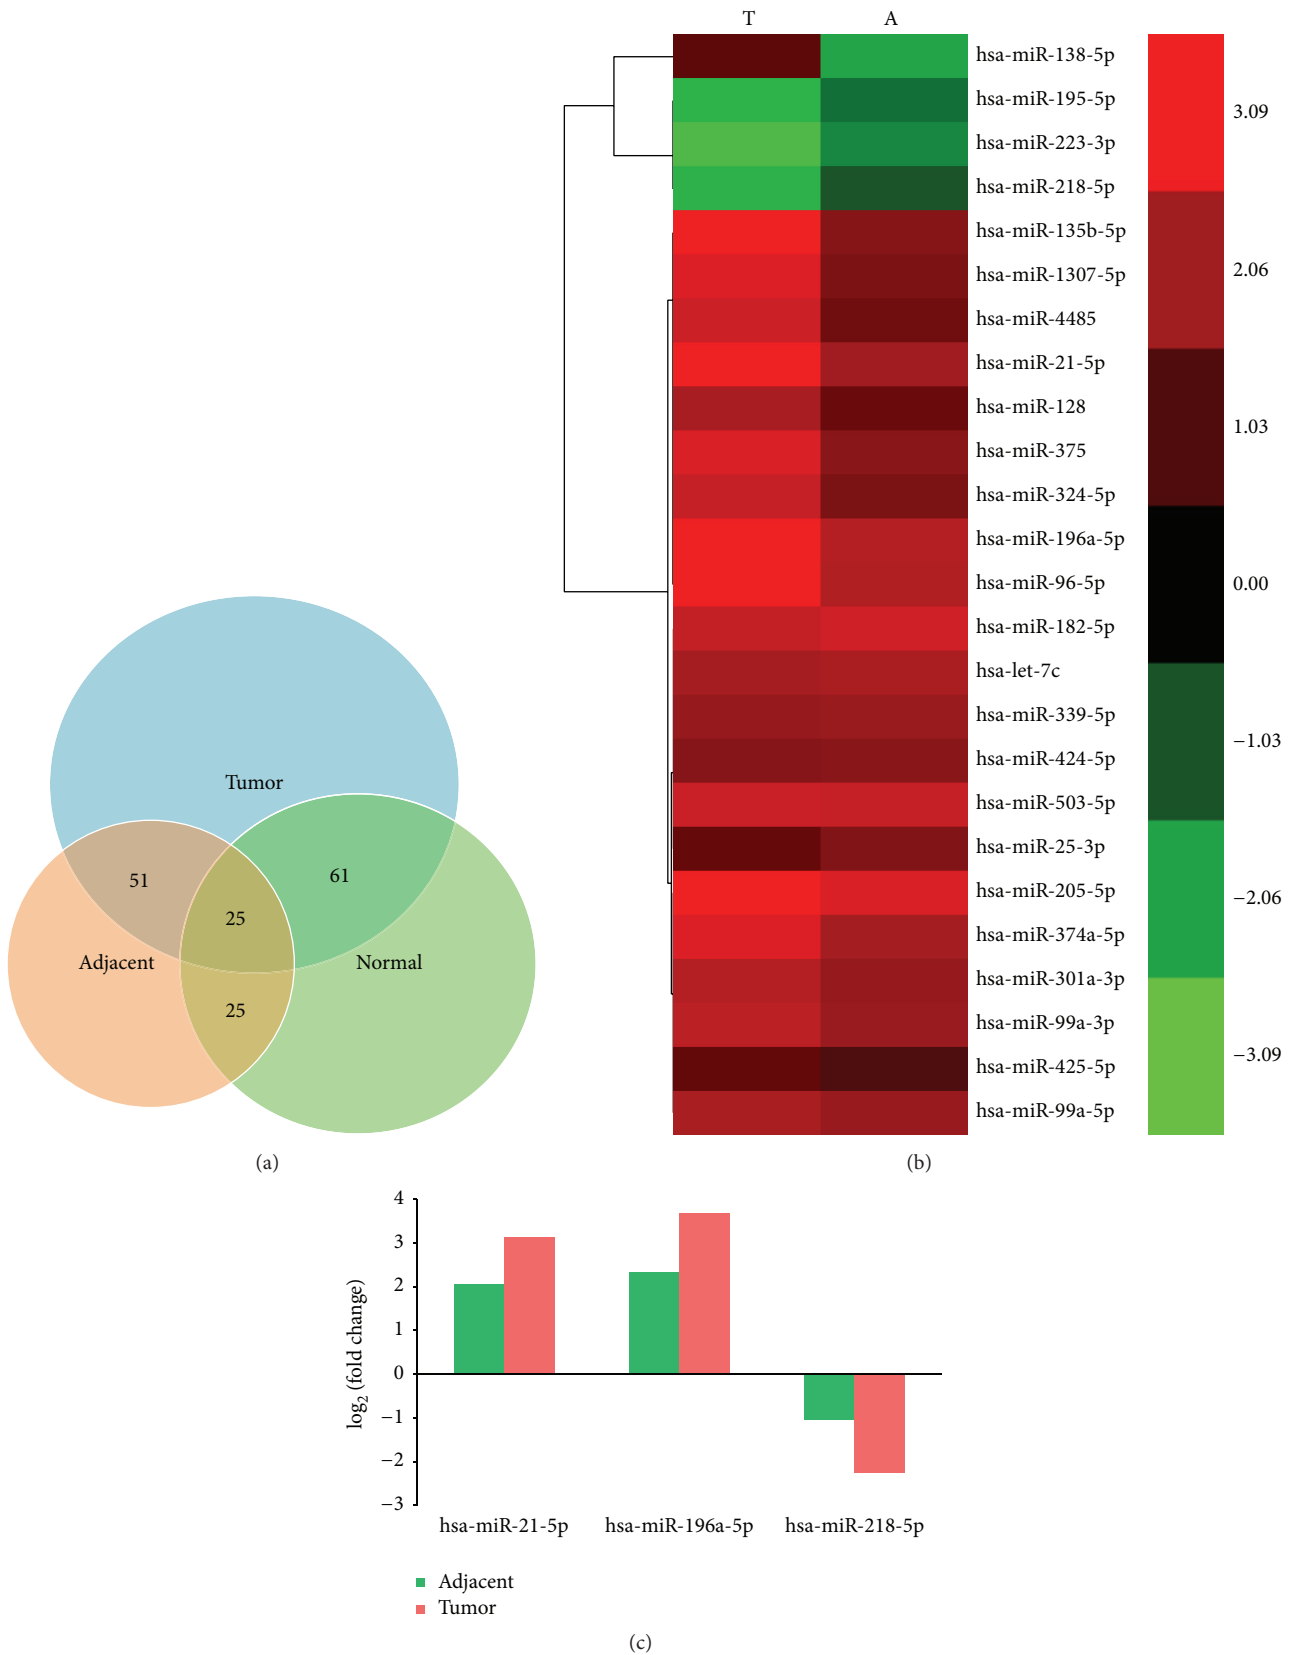 Tumor
51
61
25
Adjacent
Normal
25
(a)
T A
hsa-miR-138-5p
hsa-miR-195-5p
hsa-miR-223-3p
hsa-miR-218-5p
hsa-miR-135b-5p
hsa-miR-1307-5p
hsa-miR-4485
hsa-miR-21-5p
hsa-miR-128
hsa-miR-375
hsa-miR-324-5p
hsa-miR-196a-5p
hsa-miR-96-5p
hsa-miR-182-5p
hsa-let-7c
hsa-miR-339-5p
hsa-miR-424-5p
hsa-miR-503-5p
hsa-miR-25-3p
hsa-miR-205-5p
hsa-miR-374a-5p
hsa-miR-301a-3p
hsa-miR-99a-3p
hsa-miR-425-5p
hsa-miR-99a-5p
3.09
2.06
1.03
0.00
−1.03
−2.06
−3.09
(b)
log₂ (fold change)
4
3
2
1
0
−1
−2
−3
hsa-miR-21-5p hsa-miR-196a-5p hsa-miR-218-5p
Adjacent
Tumor
(c)